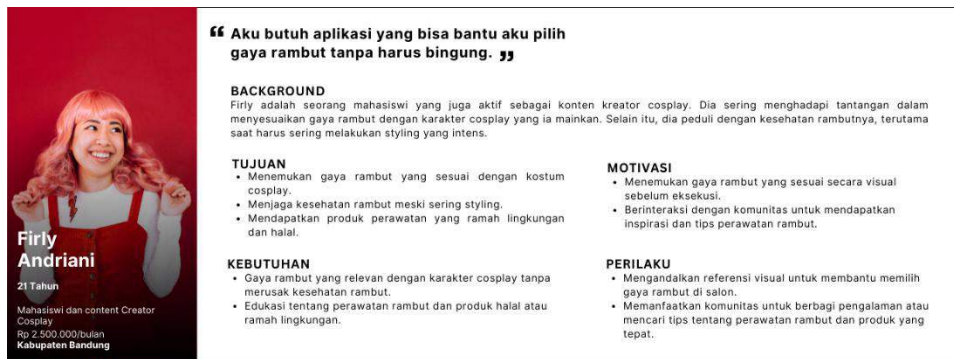 “ Aku butuh aplikasi yang bisa bantu aku pilih
gaya rambut tanpa harus bingung. ”
BACKGROUND
Firly adalah seorang mahasiswi yang juga aktif sebagai konten kreator cosplay. Dia sering menghadapi tantangan dalam
menyesuaikan gaya rambut dengan karakter cosplay yang ia mainkan. Selain itu, dia peduli dengan kesehatan rambutnya, terutama
saat harus sering melakukan styling yang intens.
TUJUAN
• Menemukan gaya rambut yang sesuai dengan kostum
cosplay.
• Menjaga kesehatan rambut meski sering styling.
• Mendapatkan produk perawatan yang ramah lingkungan
dan halal.
MOTIVASI
• Menemukan gaya rambut yang sesuai secara visual
sebelum eksekusi.
• Berinteraksi dengan komunitas untuk mendapatkan
inspirasi dan tips perawatan rambut.
KEBUTUHAN
• Gaya rambut yang relevan dengan karakter cosplay tanpa
merusak kesehatan rambut.
• Edukasi tentang perawatan rambut dan produk halal atau
ramah lingkungan.
PERILAKU
• Mengandalkan referensi visual untuk membantu memilih
gaya rambut di salon.
• Memanfaatkan komunitas untuk berbagi pengalaman atau
mencari tips tentang perawatan rambut dan produk yang
tepat.
Firly
Andriani
21 Tahun
Mahasiswi dan content Creator
Cosplay
Rp 2.500.000/bulan
Kabupaten Bandung